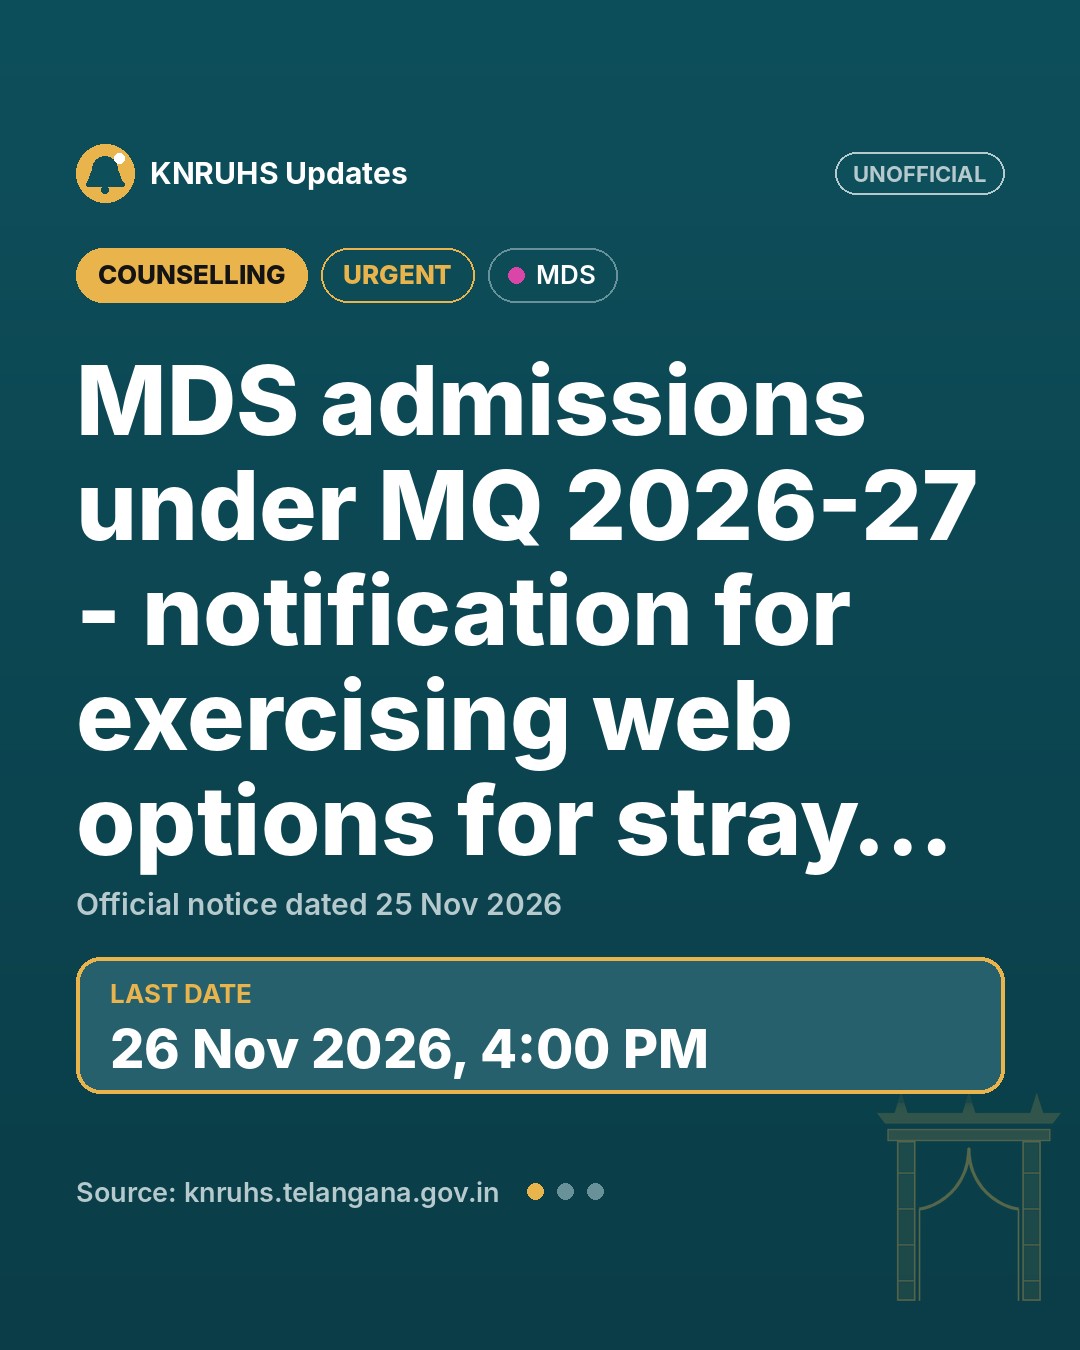 KNRUHS Updates
UNOFFICIAL
COUNSELLING
URGENT
MDS
MDS admissions
under MQ 2026-27
- notification for
exercising web
options for stray...
Official notice dated 25 Nov 2026
LAST DATE
26 Nov 2026, 4:00 PM
Source: knruhs.telangana.gov.in